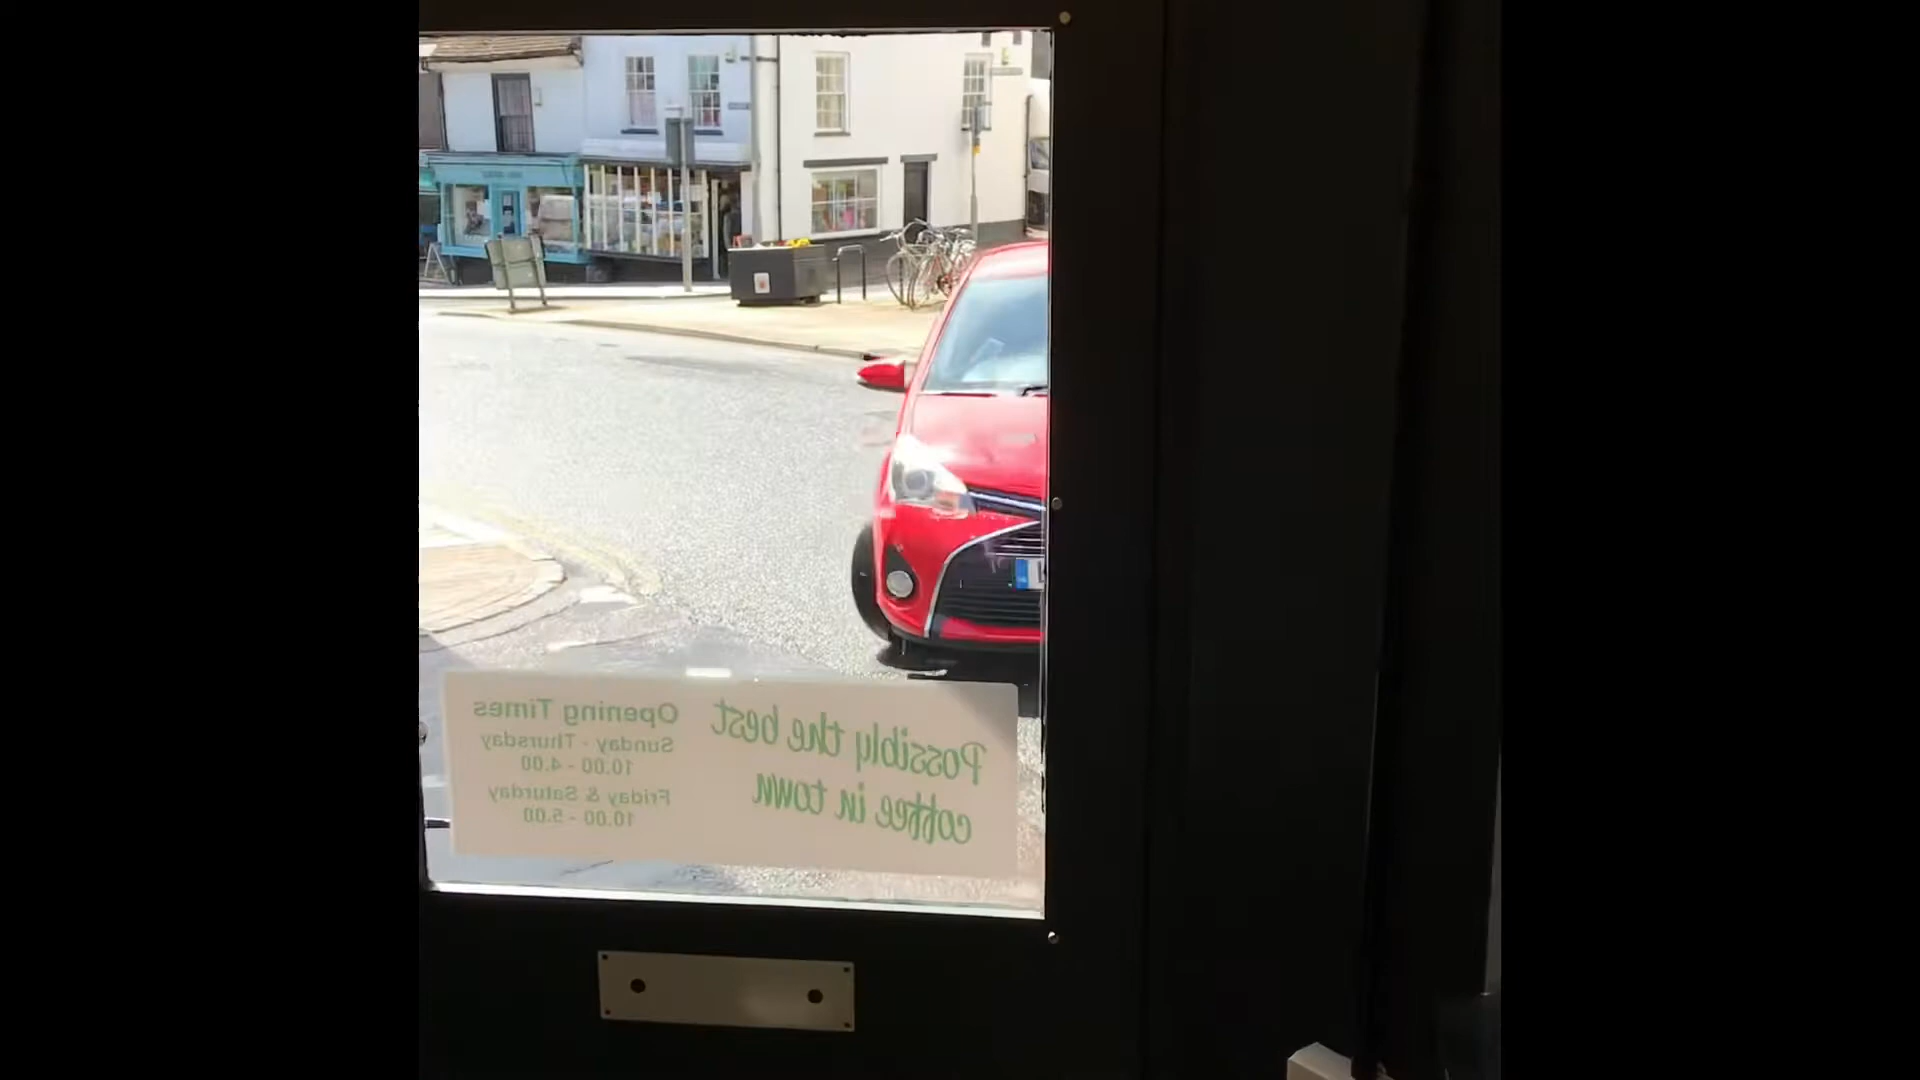 Possibly the best
coffee in town
Opening Times
Sunday - Thursday
10.00 - 4.00
Friday & Saturday
10.00 - 5.00